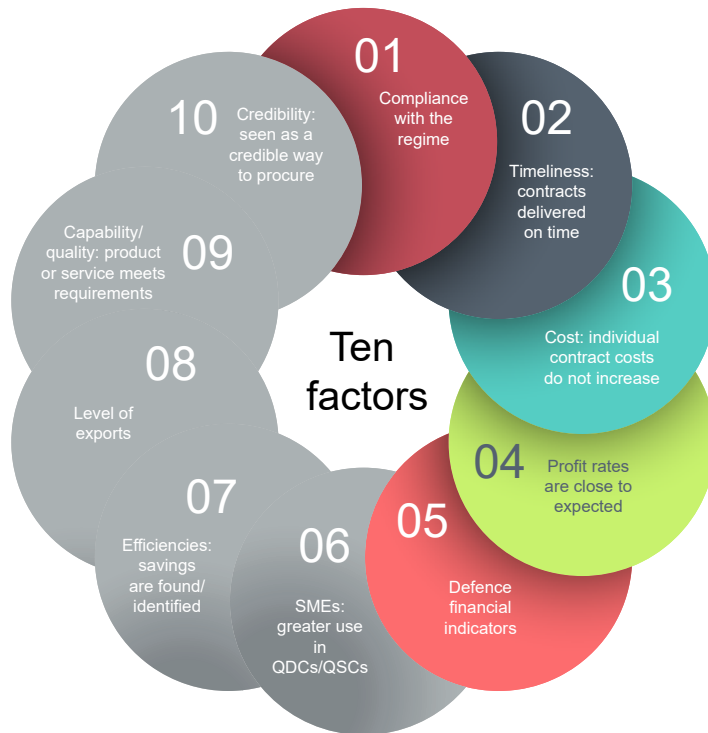 Ten
factors
01
Compliance
with the
regime
02
Timeliness:
contracts
delivered
on time
03
Cost: individual
contract costs
do not increase
04
Profit rates
are close to
expected
05
Defence
financial
indicators
06
SMEs:
greater use
in
QDCs/QSCs
07
Efficiencies:
savings
are found/
identified
08
Level of
exports
09
Capability/
quality: product
or service meets
requirements
10
Credibility:
seen as a
credible way
to procure